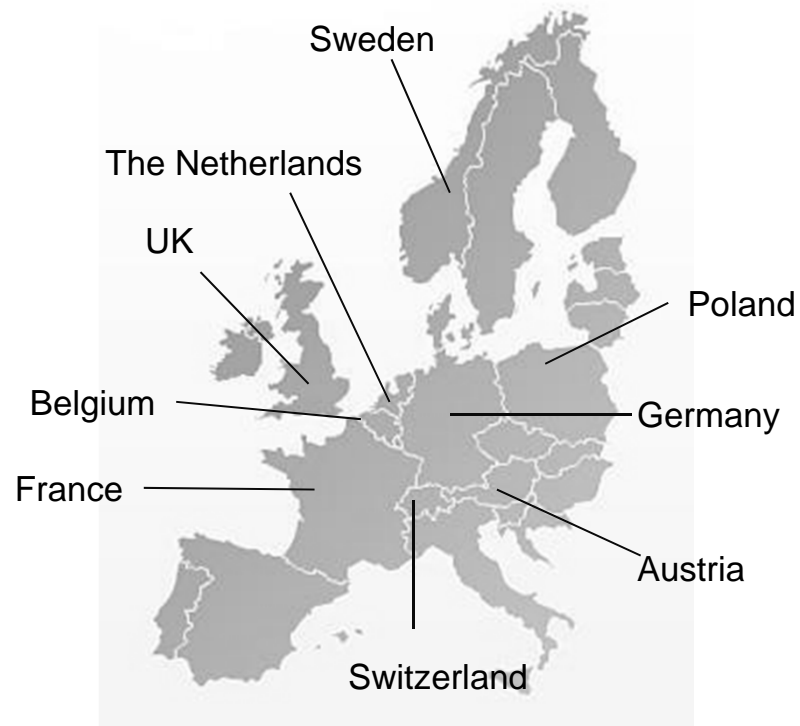 Sweden
The Netherlands
UK
Poland
Belgium
Germany
France
Austria
Switzerland